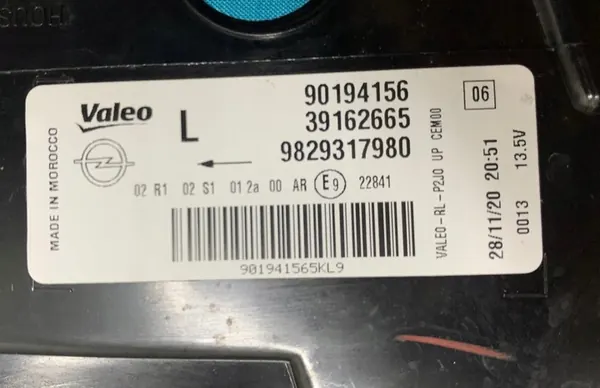 Valeo
MADE IN MOROCCO
L
90194156
39162665
9829317980
06
02 R1 02 S1 01 2a 00 AR E9 22841
901941565KL9
VALEO-RL-P2JO UP CEM00
28/11/20 20:51
0013 13.5V